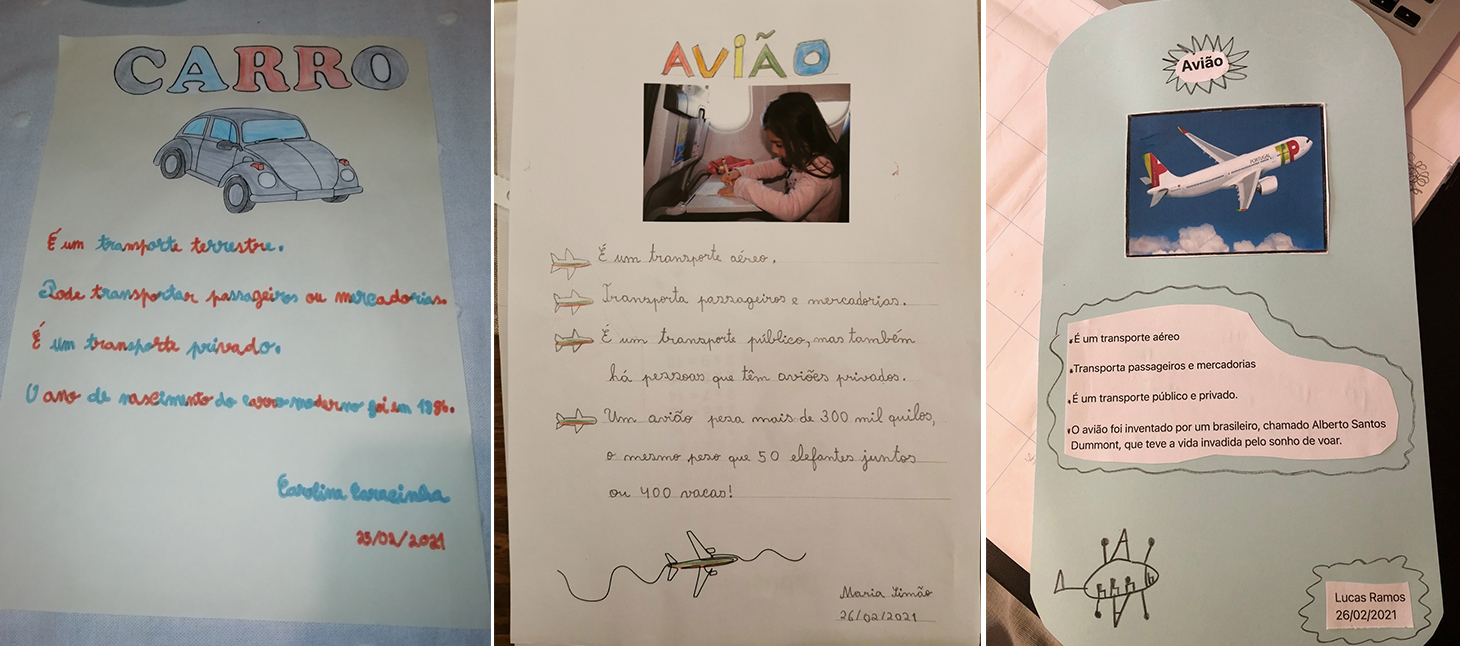 CARRO
É um transporte terrestre.
Pode transportar passageiros ou mercadorias.
É um transporte privado.
O ano de nascimento do carro moderno foi em 1886.
Carolina
25/02/2021
AVIÃO
É um transporte aéreo.
Transporta passageiros e mercadorias.
É um transporte público, mas também
há pessoas que têm aviões privados.
Um avião pesa mais de 300 mil quilos,
o mesmo peso que 50 elefantes juntos
ou 400 vacas!
Maria Simão
26/02/2021
Avião
PORTUGAL
TP
É um transporte aéreo
Transporta passageiros e mercadorias
É um transporte público e privado.
O avião foi inventado por um brasileiro, chamado Alberto Santos
Dummont, que teve a vida invadida pelo sonho de voar.
Lucas Ramos
26/02/2021